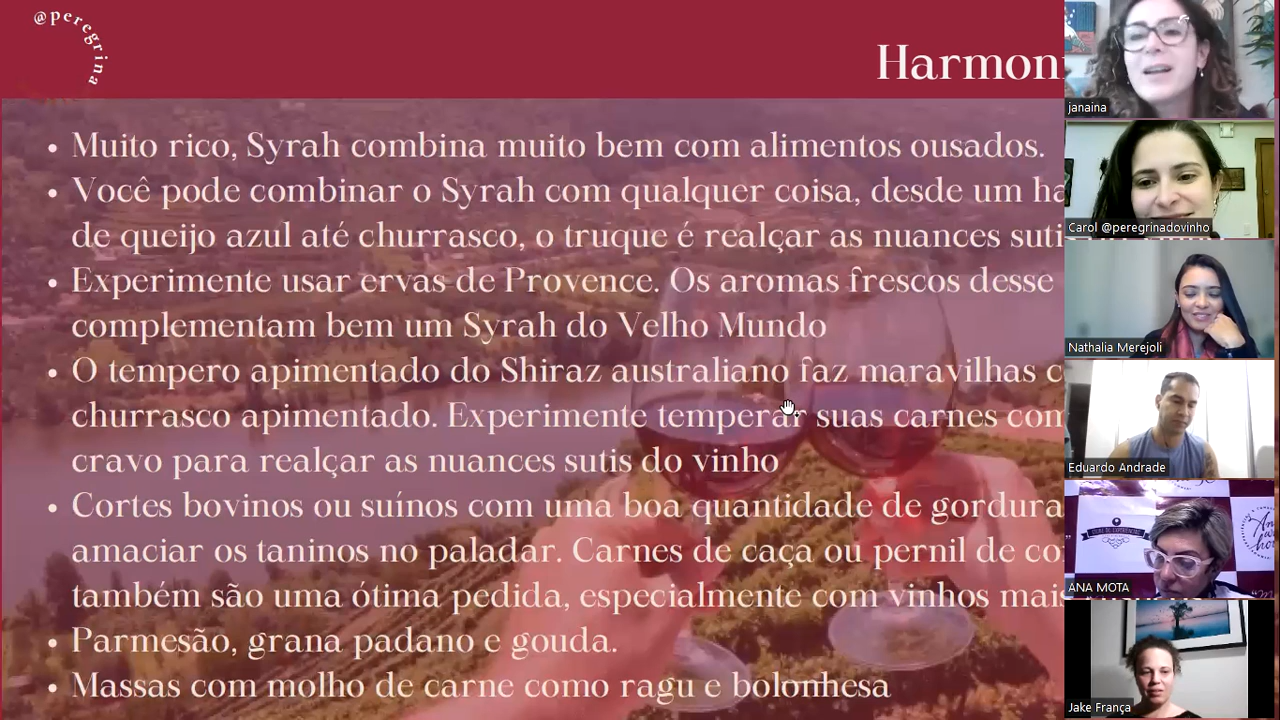 @peregrina
Harmoni
Muito rico, Syrah combina muito bem com alimentos ousados.
Você pode combinar o Syrah com qualquer coisa, desde um ha
de queijo azul até churrasco, o truque é realçar as nuances suti
Experimente usar ervas de Provence. Os aromas frescos desse
complementam bem um Syrah do Velho Mundo
O tempero apimentado do Shiraz australiano faz maravilhas c
churrasco apimentado. Experimente temperar suas carnes com
cravo para realçar as nuances sutis do vinho
Cortes bovinos ou suínos com uma boa quantidade de gordura
amaciar os taninos no paladar. Carnes de caça ou pernil de co
também são uma ótima pedida, especialmente com vinhos mais
Parmesão, grana padano e gouda.
Massas com molho de carne como ragu e bolonhesa
janaina
Carol @peregrinadovinho
Nathalia Merejoli
Eduardo Andrade
ANA MOTA
Jake França